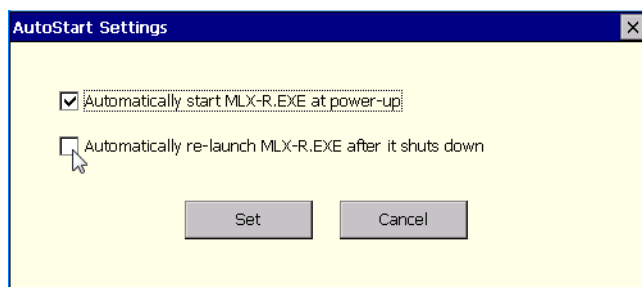 AutoStart Settings
Automatically start MLX-R.EXE at power-up
Automatically re-launch MLX-R.EXE after it shuts down
Set Cancel